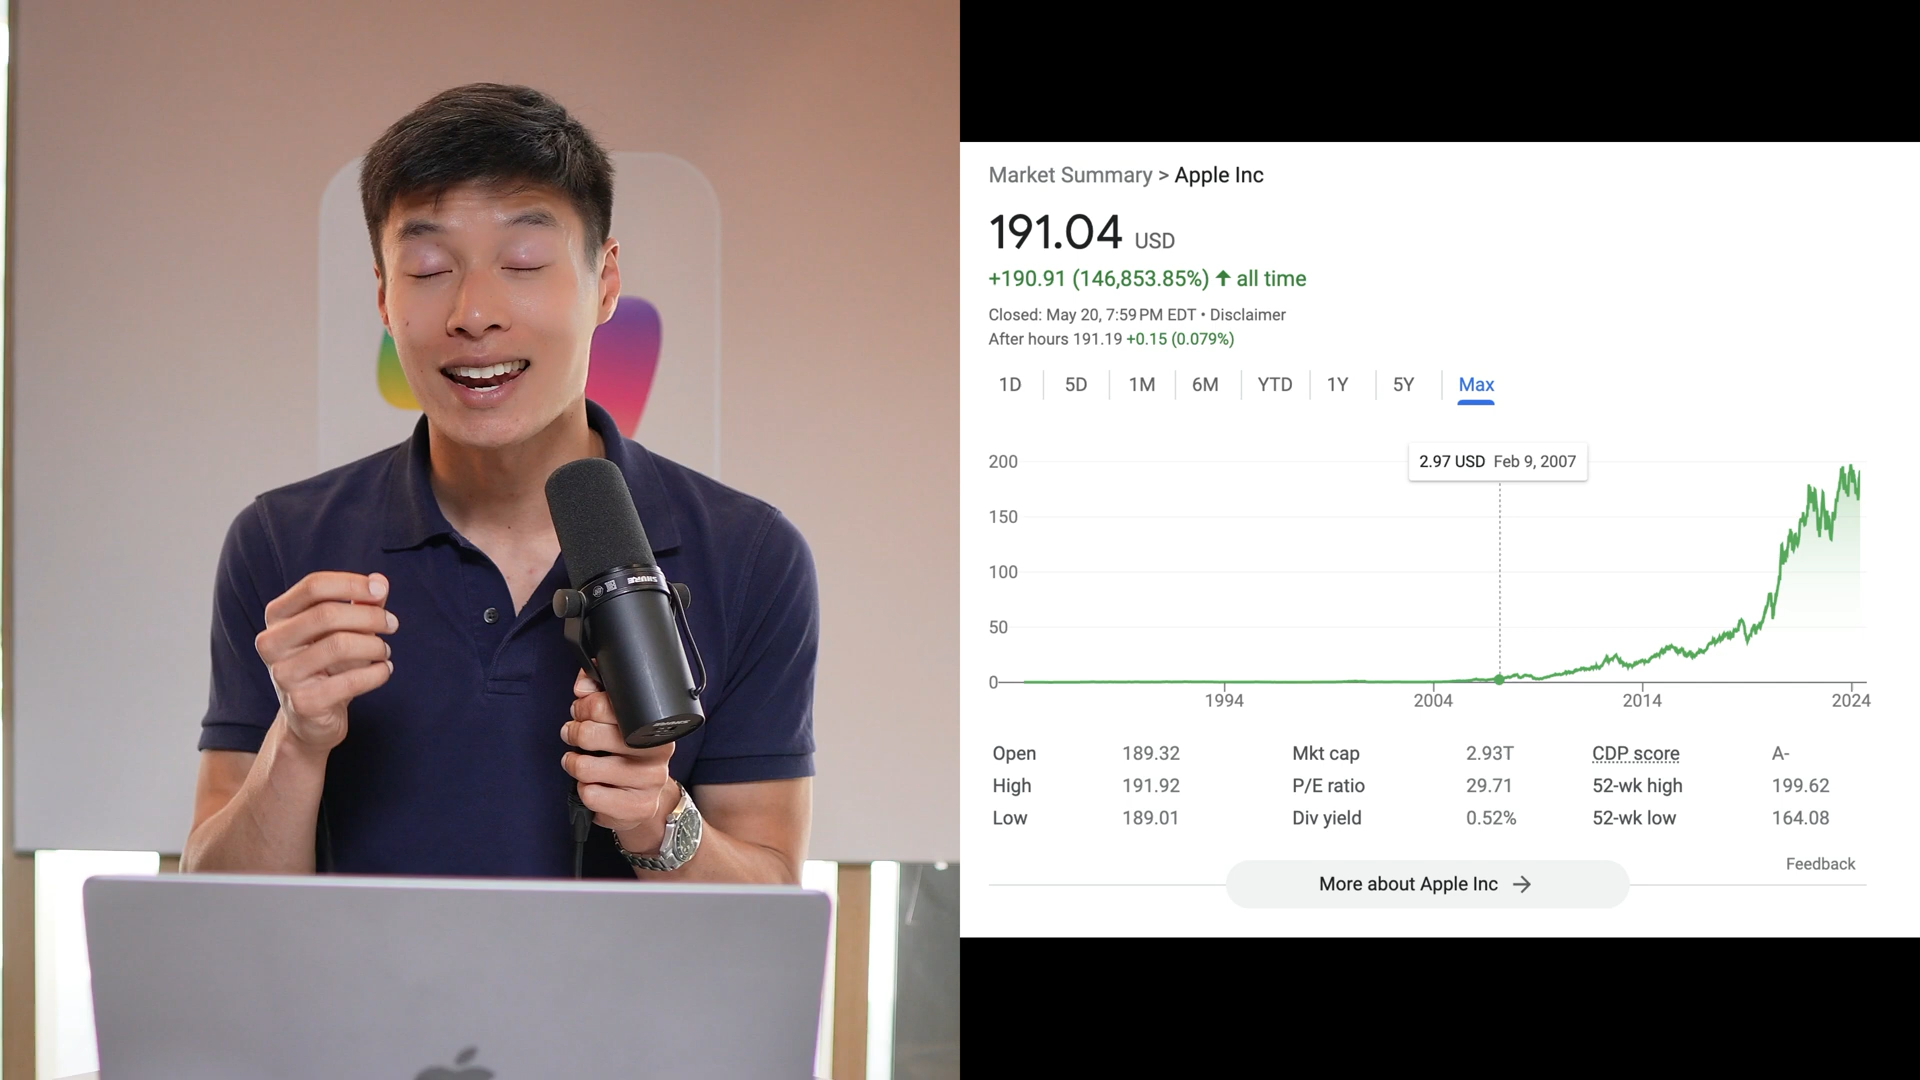 Market Summary > Apple Inc
191.04 USD
+190.91 (146,853.85%) ↑ all time
Closed: May 20, 7:59 PM EDT • Disclaimer
After hours 191.19 +0.15 (0.079%)
1D 5D 1M 6M YTD 1Y 5Y Max
2.97 USD Feb 9, 2007
200
150
100
50
0
1994 2004 2014 2024
Open 189.32 Mkt cap 2.93T CDP score A-
High 191.92 P/E ratio 29.71 52-wk high 199.62
Low 189.01 Div yield 0.52% 52-wk low 164.08
Feedback
More about Apple Inc →
SHURE
SHURE